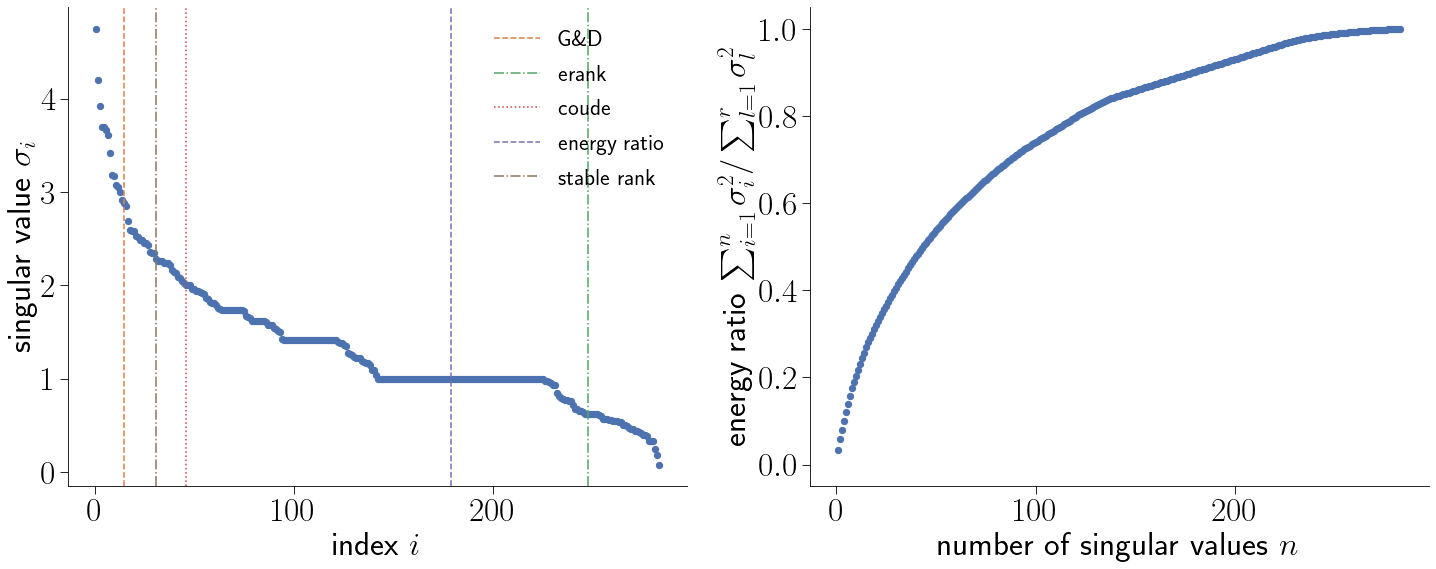 singular value σ_i
4
3
2
1
0
0 100 200
index i
G&D
erank
coude
energy ratio
stable rank
energy ratio ∑_{i=1}^{n} σ_i^2 / ∑_{l=1}^{r} σ_l^2
1.0
0.8
0.6
0.4
0.2
0.0
0 100 200
number of singular values n